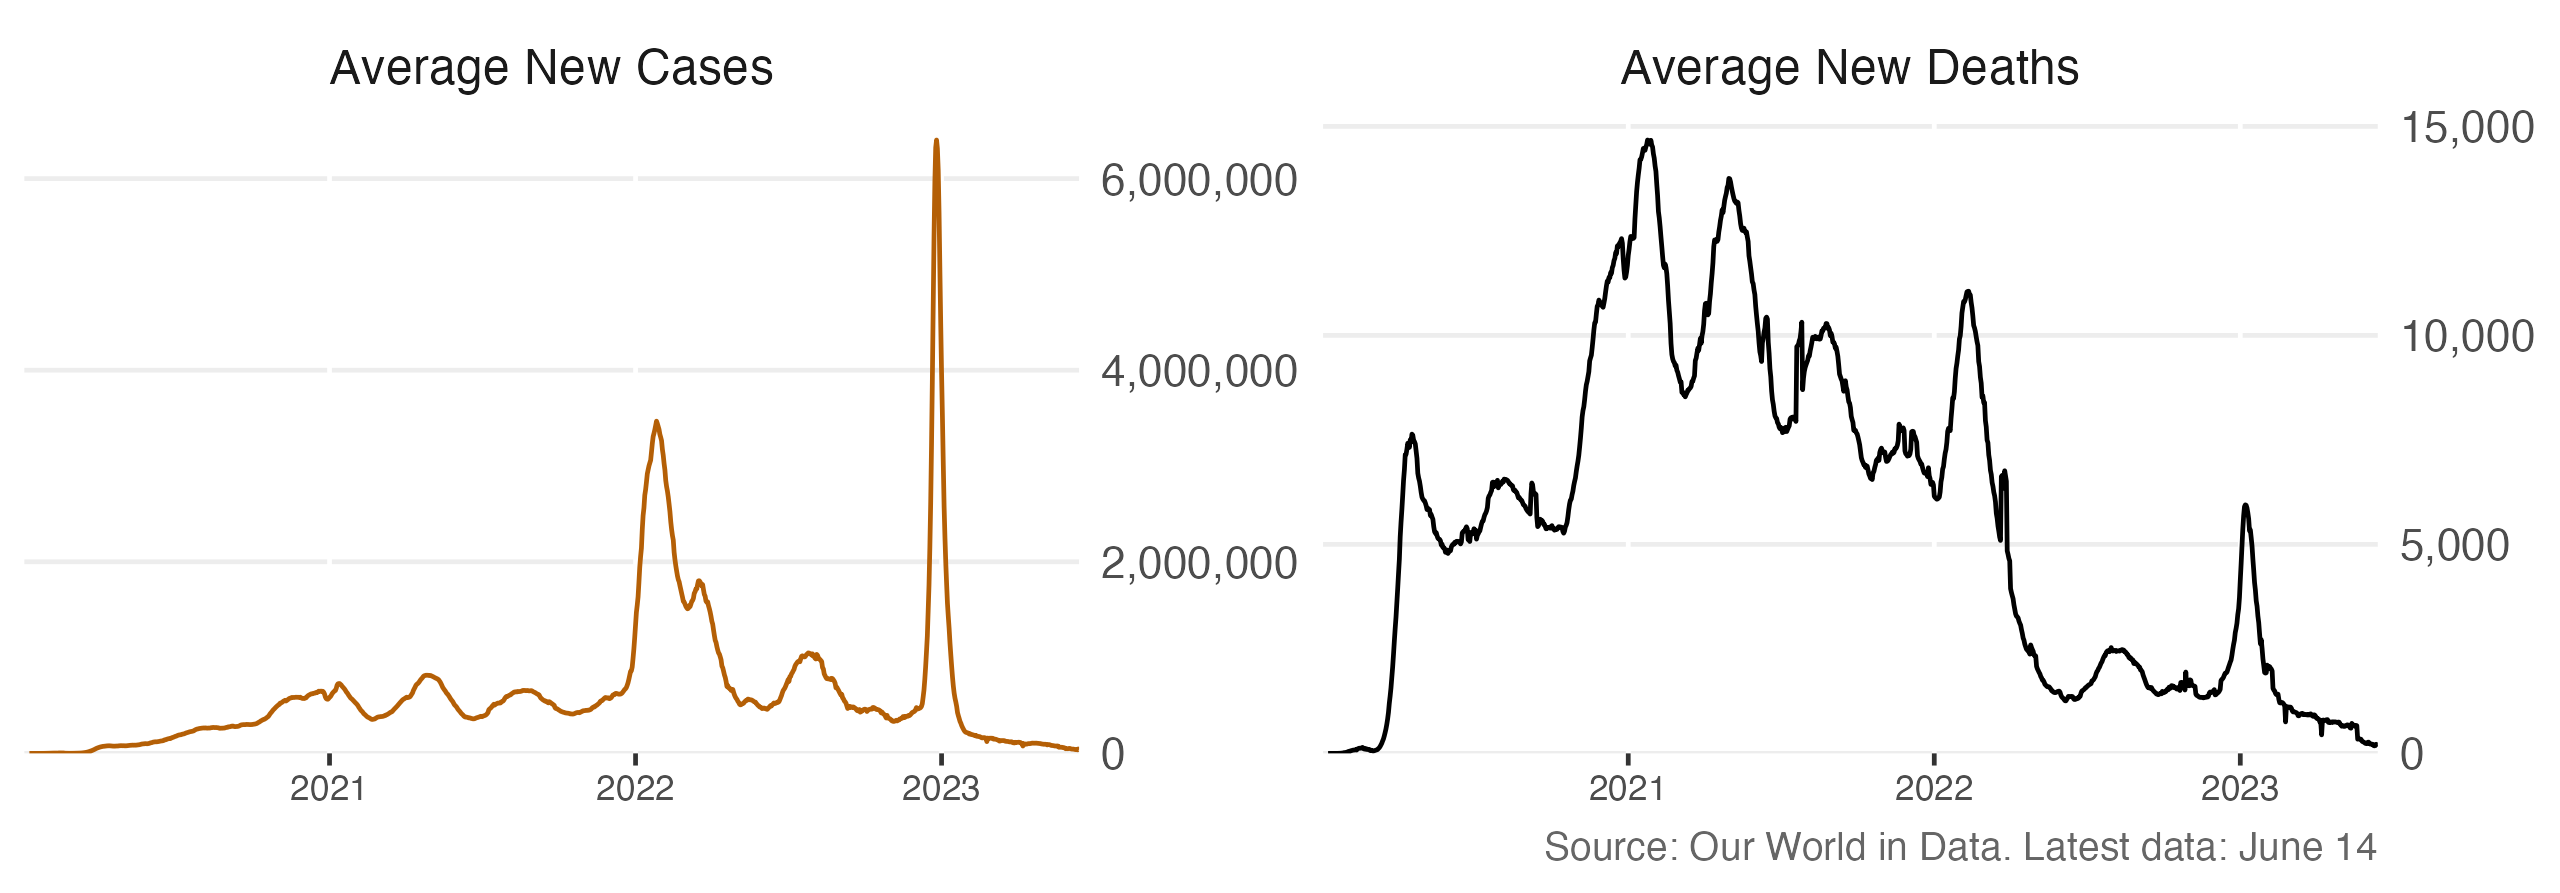 Average New Cases
6,000,000
4,000,000
2,000,000
0
2021 2022 2023
Average New Deaths
15,000
10,000
5,000
0
2021 2022 2023
Source: Our World in Data. Latest data: June 14